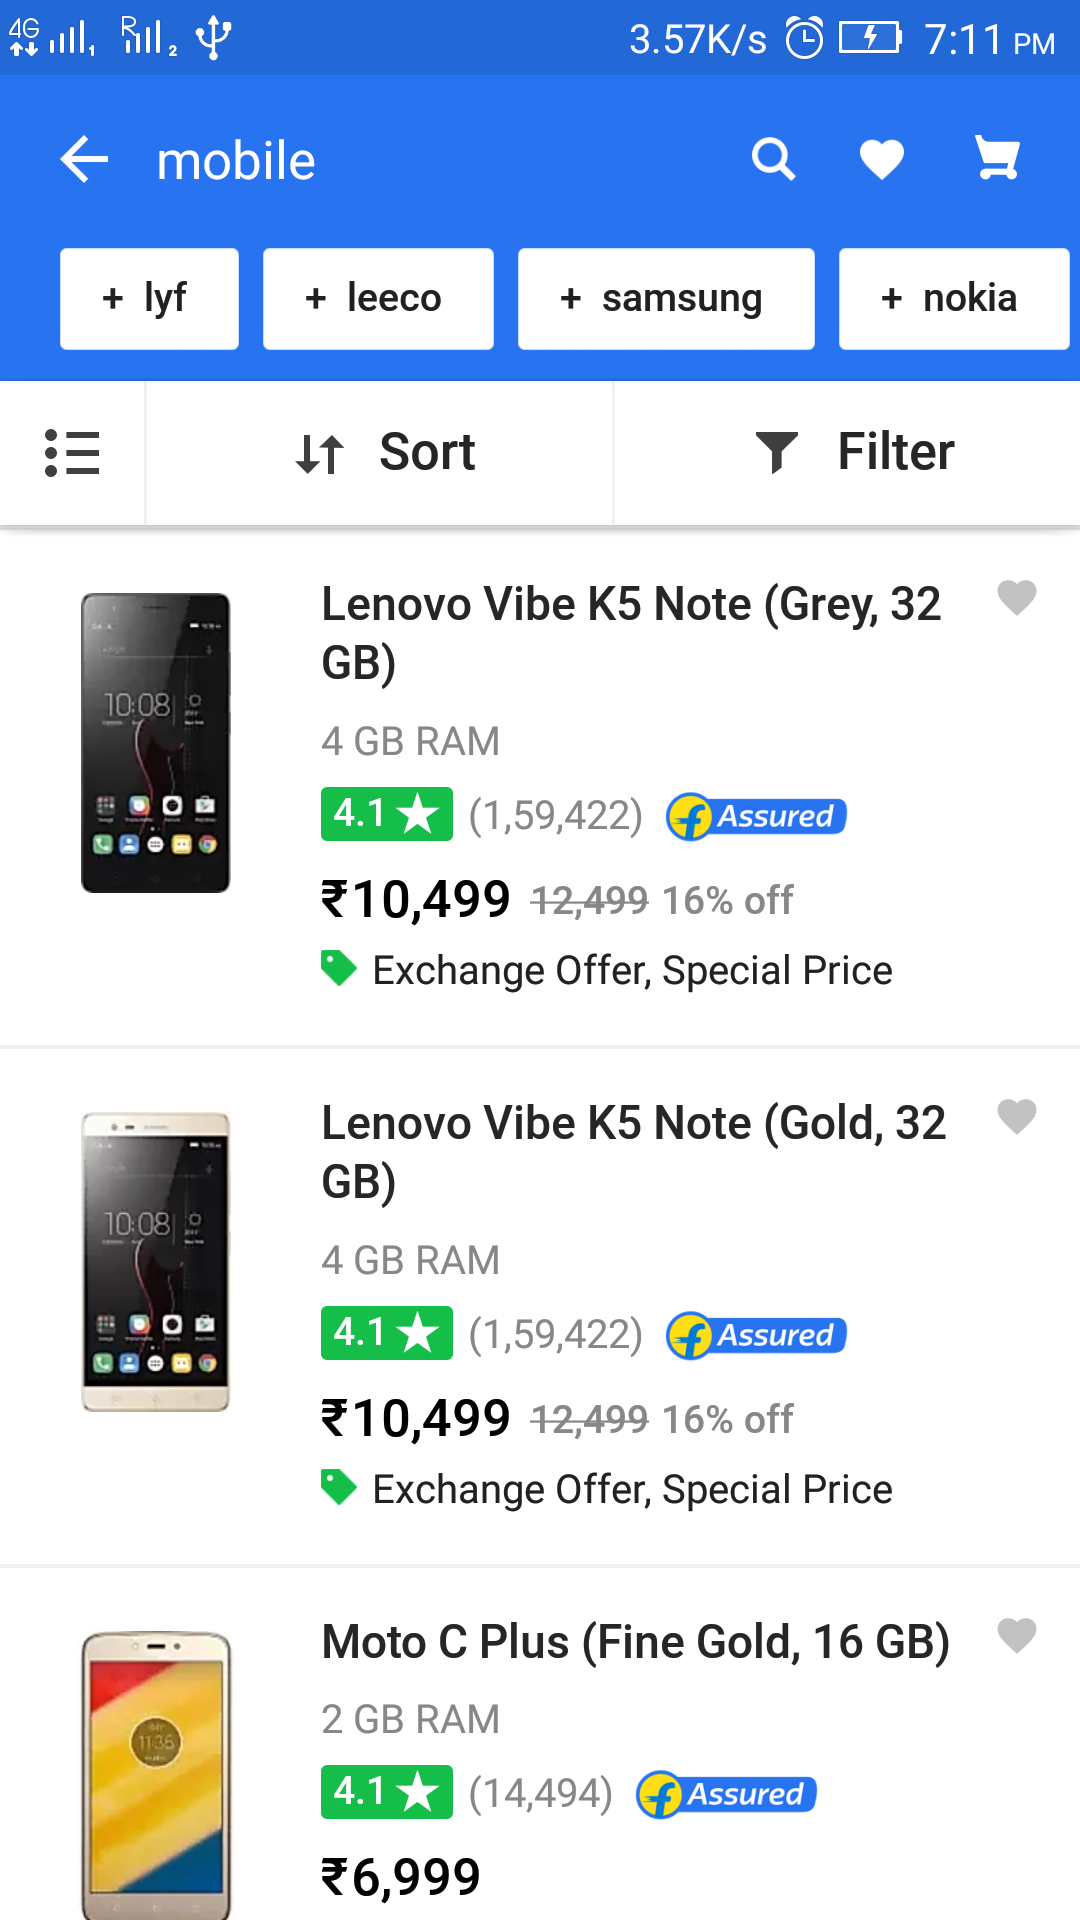 4G 1 R 2 3.57K/s 7:11 PM
mobile
+ lyf + leeco + samsung + nokia
Sort Filter
Lenovo Vibe K5 Note (Grey, 32
GB)
4 GB RAM
4.1 ★ (1,59,422) f Assured
₹10,499 12,499 16% off
Exchange Offer, Special Price
10:08
Lenovo Vibe K5 Note (Gold, 32
GB)
4 GB RAM
4.1 ★ (1,59,422) f Assured
₹10,499 12,499 16% off
Exchange Offer, Special Price
10:08
Moto C Plus (Fine Gold, 16 GB)
2 GB RAM
4.1 ★ (14,494) f Assured
₹6,999
11:35